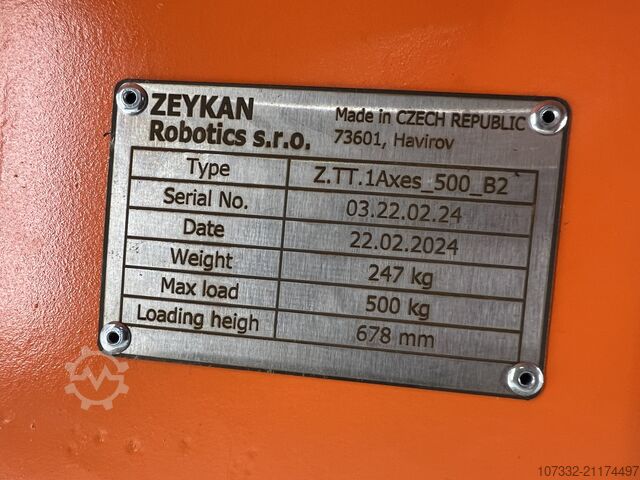 ZEYKAN
Robotics s.r.o.
Made in CZECH REPUBLIC
73601, Havirov
Type Z.TT.1Axes_500_B2
Serial No. 03.22.02.24
Date 22.02.2024
Weight 247 kg
Max load 500 kg
Loading heigh 678 mm
107332-21174497